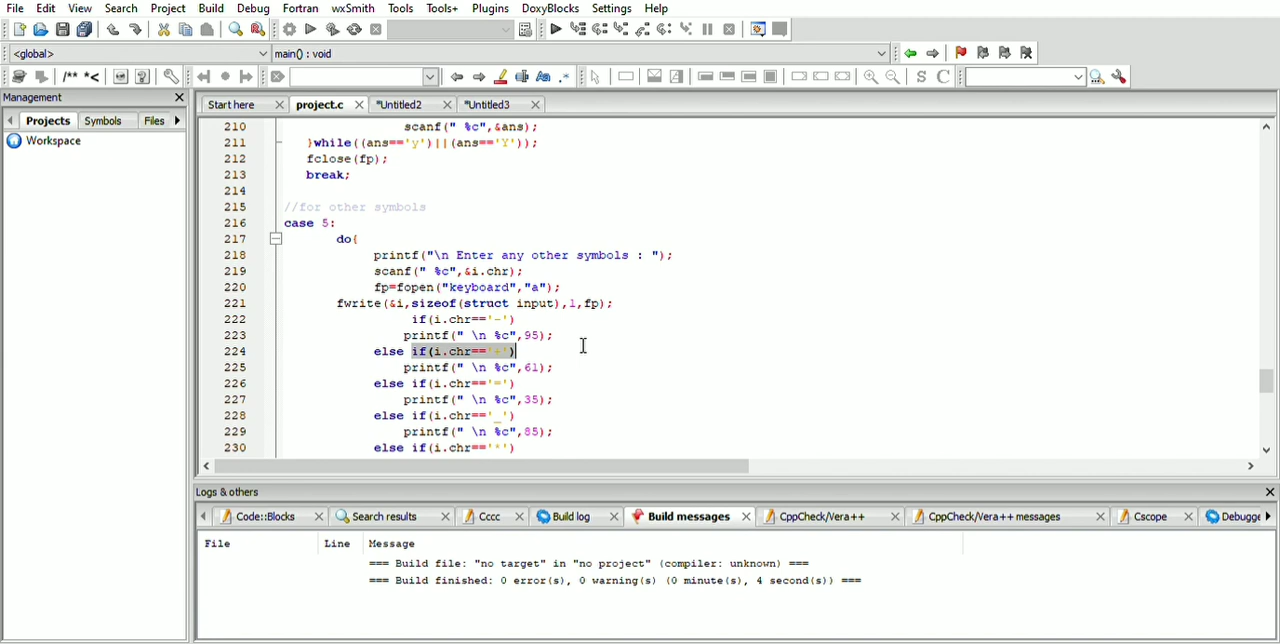 File Edit View Search Project Build Debug Fortran wxSmith Tools Tools+ Plugins DoxyBlocks Settings Help
<global> main() : void
/** *< Aa .* S C
Management
Projects Symbols Files
Workspace
Start here project.c *Untitled2 *Untitled3
210 scanf(" %c",&ans);
211 }while((ans=='y')||(ans=='Y'));
212 fclose(fp);
213 break;
214
215 //for other symbols
216 case 5:
217 do{
218 printf("\n Enter any other symbols : ");
219 scanf(" %c",&i.chr);
220 fp=fopen("keyboard","a");
221 fwrite(&i,sizeof(struct input),1,fp);
222 if(i.chr=='-')
223 printf(" \n %c",95);
224 else if(i.chr=='+')
225 printf(" \n %c",61);
226 else if(i.chr=='=')
227 printf(" \n %c",35);
228 else if(i.chr=='_')
229 printf(" \n %c",85);
230 else if(i.chr=='*')
Logs & others
Code::Blocks Search results Cccc Build log Build messages CppCheck/Vera++ CppCheck/Vera++ messages Cscope Debugge
File Line Message
=== Build file: "no target" in "no project" (compiler: unknown) ===
=== Build finished: 0 error(s), 0 warning(s) (0 minute(s), 4 second(s)) ===